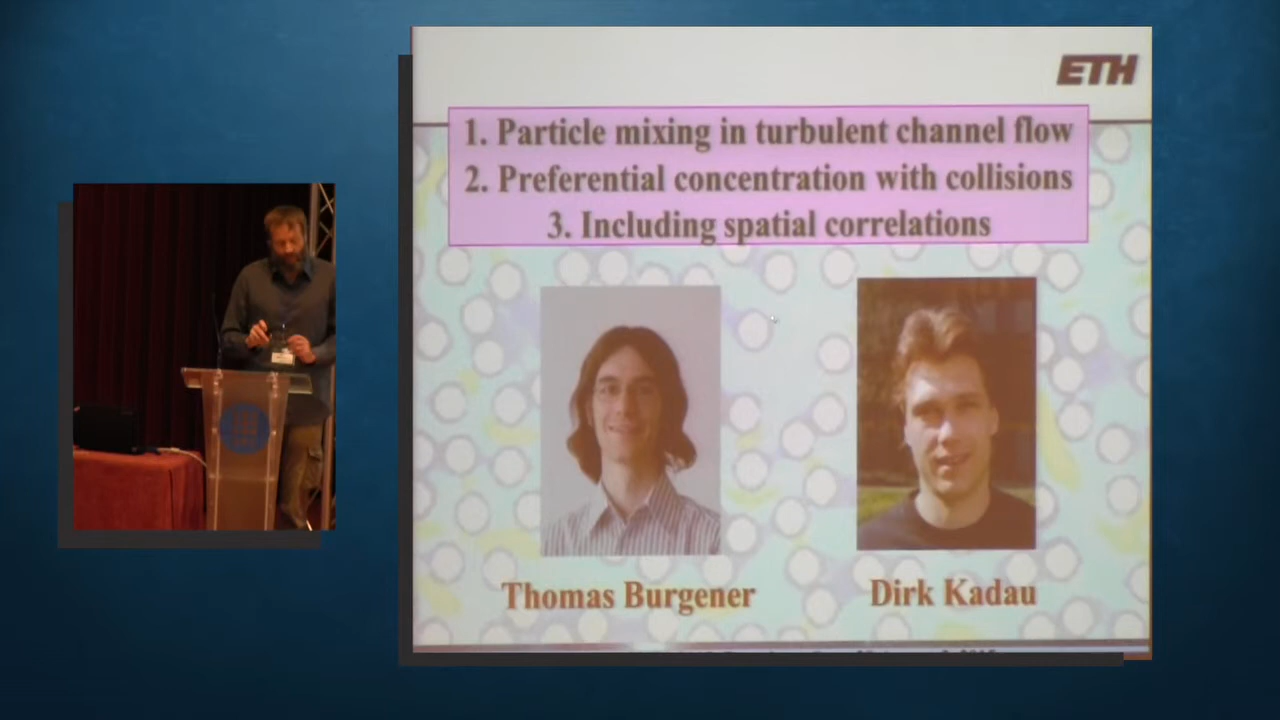 ETH
1. Particle mixing in turbulent channel flow
2. Preferential concentration with collisions
3. Including spatial correlations
Thomas Burgener
Dirk Kadau